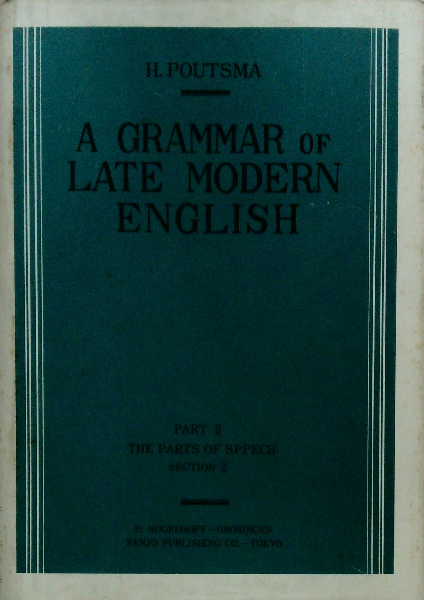 H. POUTSMA
A GRAMMAR OF
LATE MODERN
ENGLISH
PART II
THE PARTS OF SPPECH
SECTION II
P. NOORDHOFF–GRONINGEN
SENJO PUBLISHING CO.–TOKYO